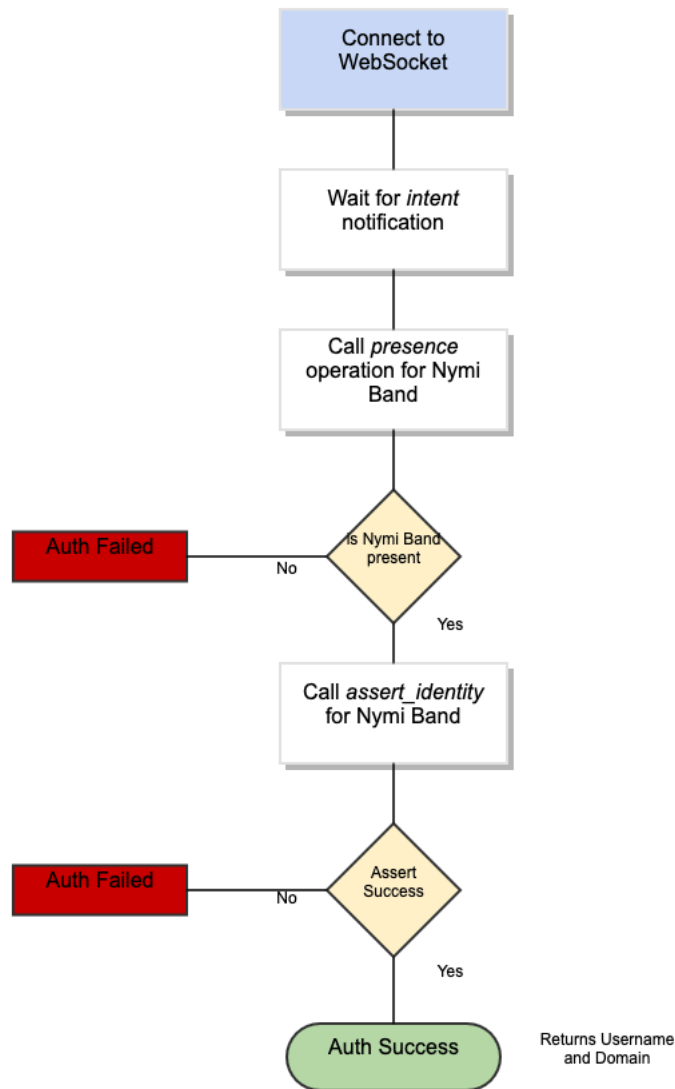 Connect to
WebSocket
Wait for intent
notification
Call presence
operation for Nymi
Band
Is Nymi Band
present
Auth Failed
No
Yes
Call assert_identity
for Nymi Band
Assert
Success
Auth Failed
No
Yes
Auth Success
Returns Username
and Domain